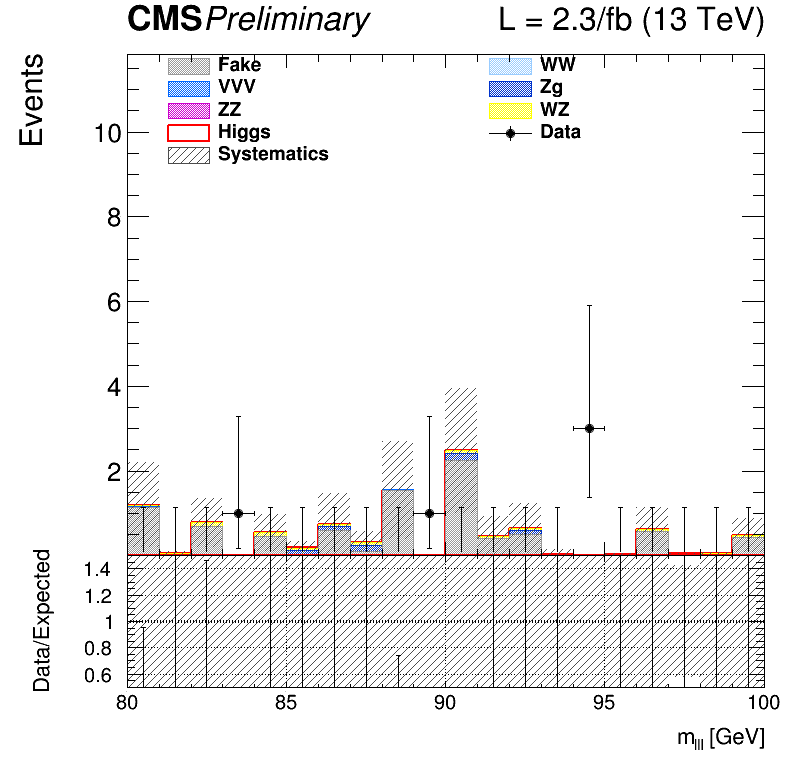 CMS Preliminary L = 2.3/fb (13 TeV)
Events
Fake WW
VVV Zg
ZZ WZ
Higgs Data
Systematics
10
8
6
4
2
Data/Expected
1.4
1.2
1
0.8
0.6
80 85 90 95 100
m_lll [GeV]